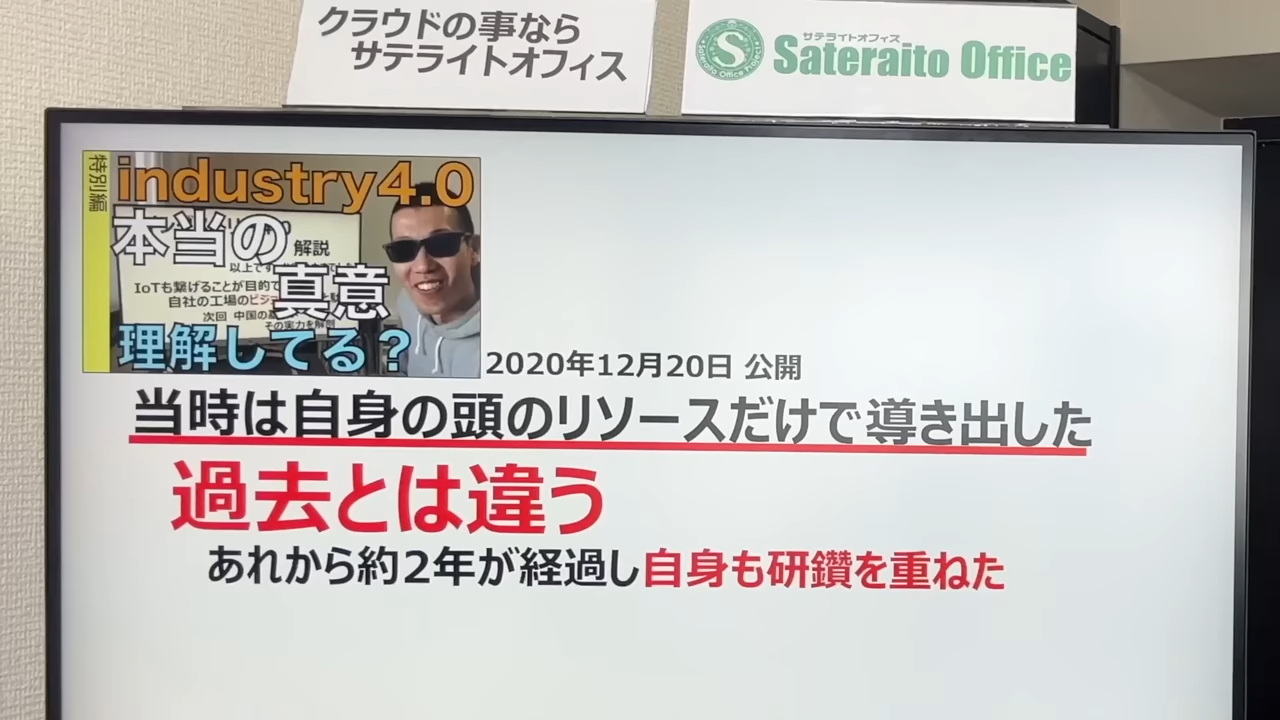 クラウドの事なら
サテライトオフィス
サテライトオフィス
Sateraito Office
Sateraito Office Project
特別編
industry4.0
本当の
解説
真意
IoTも繋げることが目的で
自社の工場のビジ
次回 中国の
その実力を解剖
理解してる?
2020年12月20日 公開
当時は自身の頭のリソースだけで導き出した
過去とは違う
あれから約2年が経過し自身も研鑽を重ねた